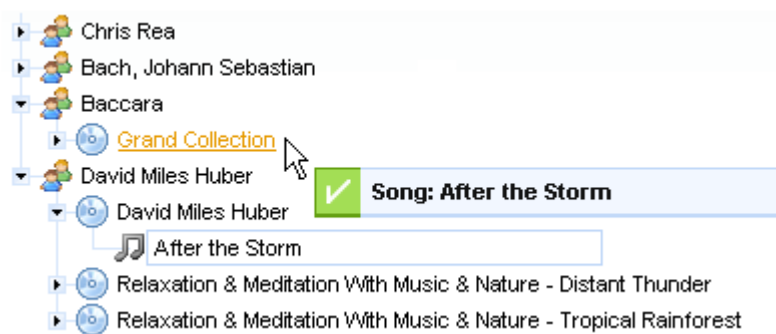 Chris Rea
Bach, Johann Sebastian
Baccara
Grand Collection
David Miles Huber
Song: After the Storm
David Miles Huber
After the Storm
Relaxation & Meditation With Music & Nature - Distant Thunder
Relaxation & Meditation With Music & Nature - Tropical Rainforest